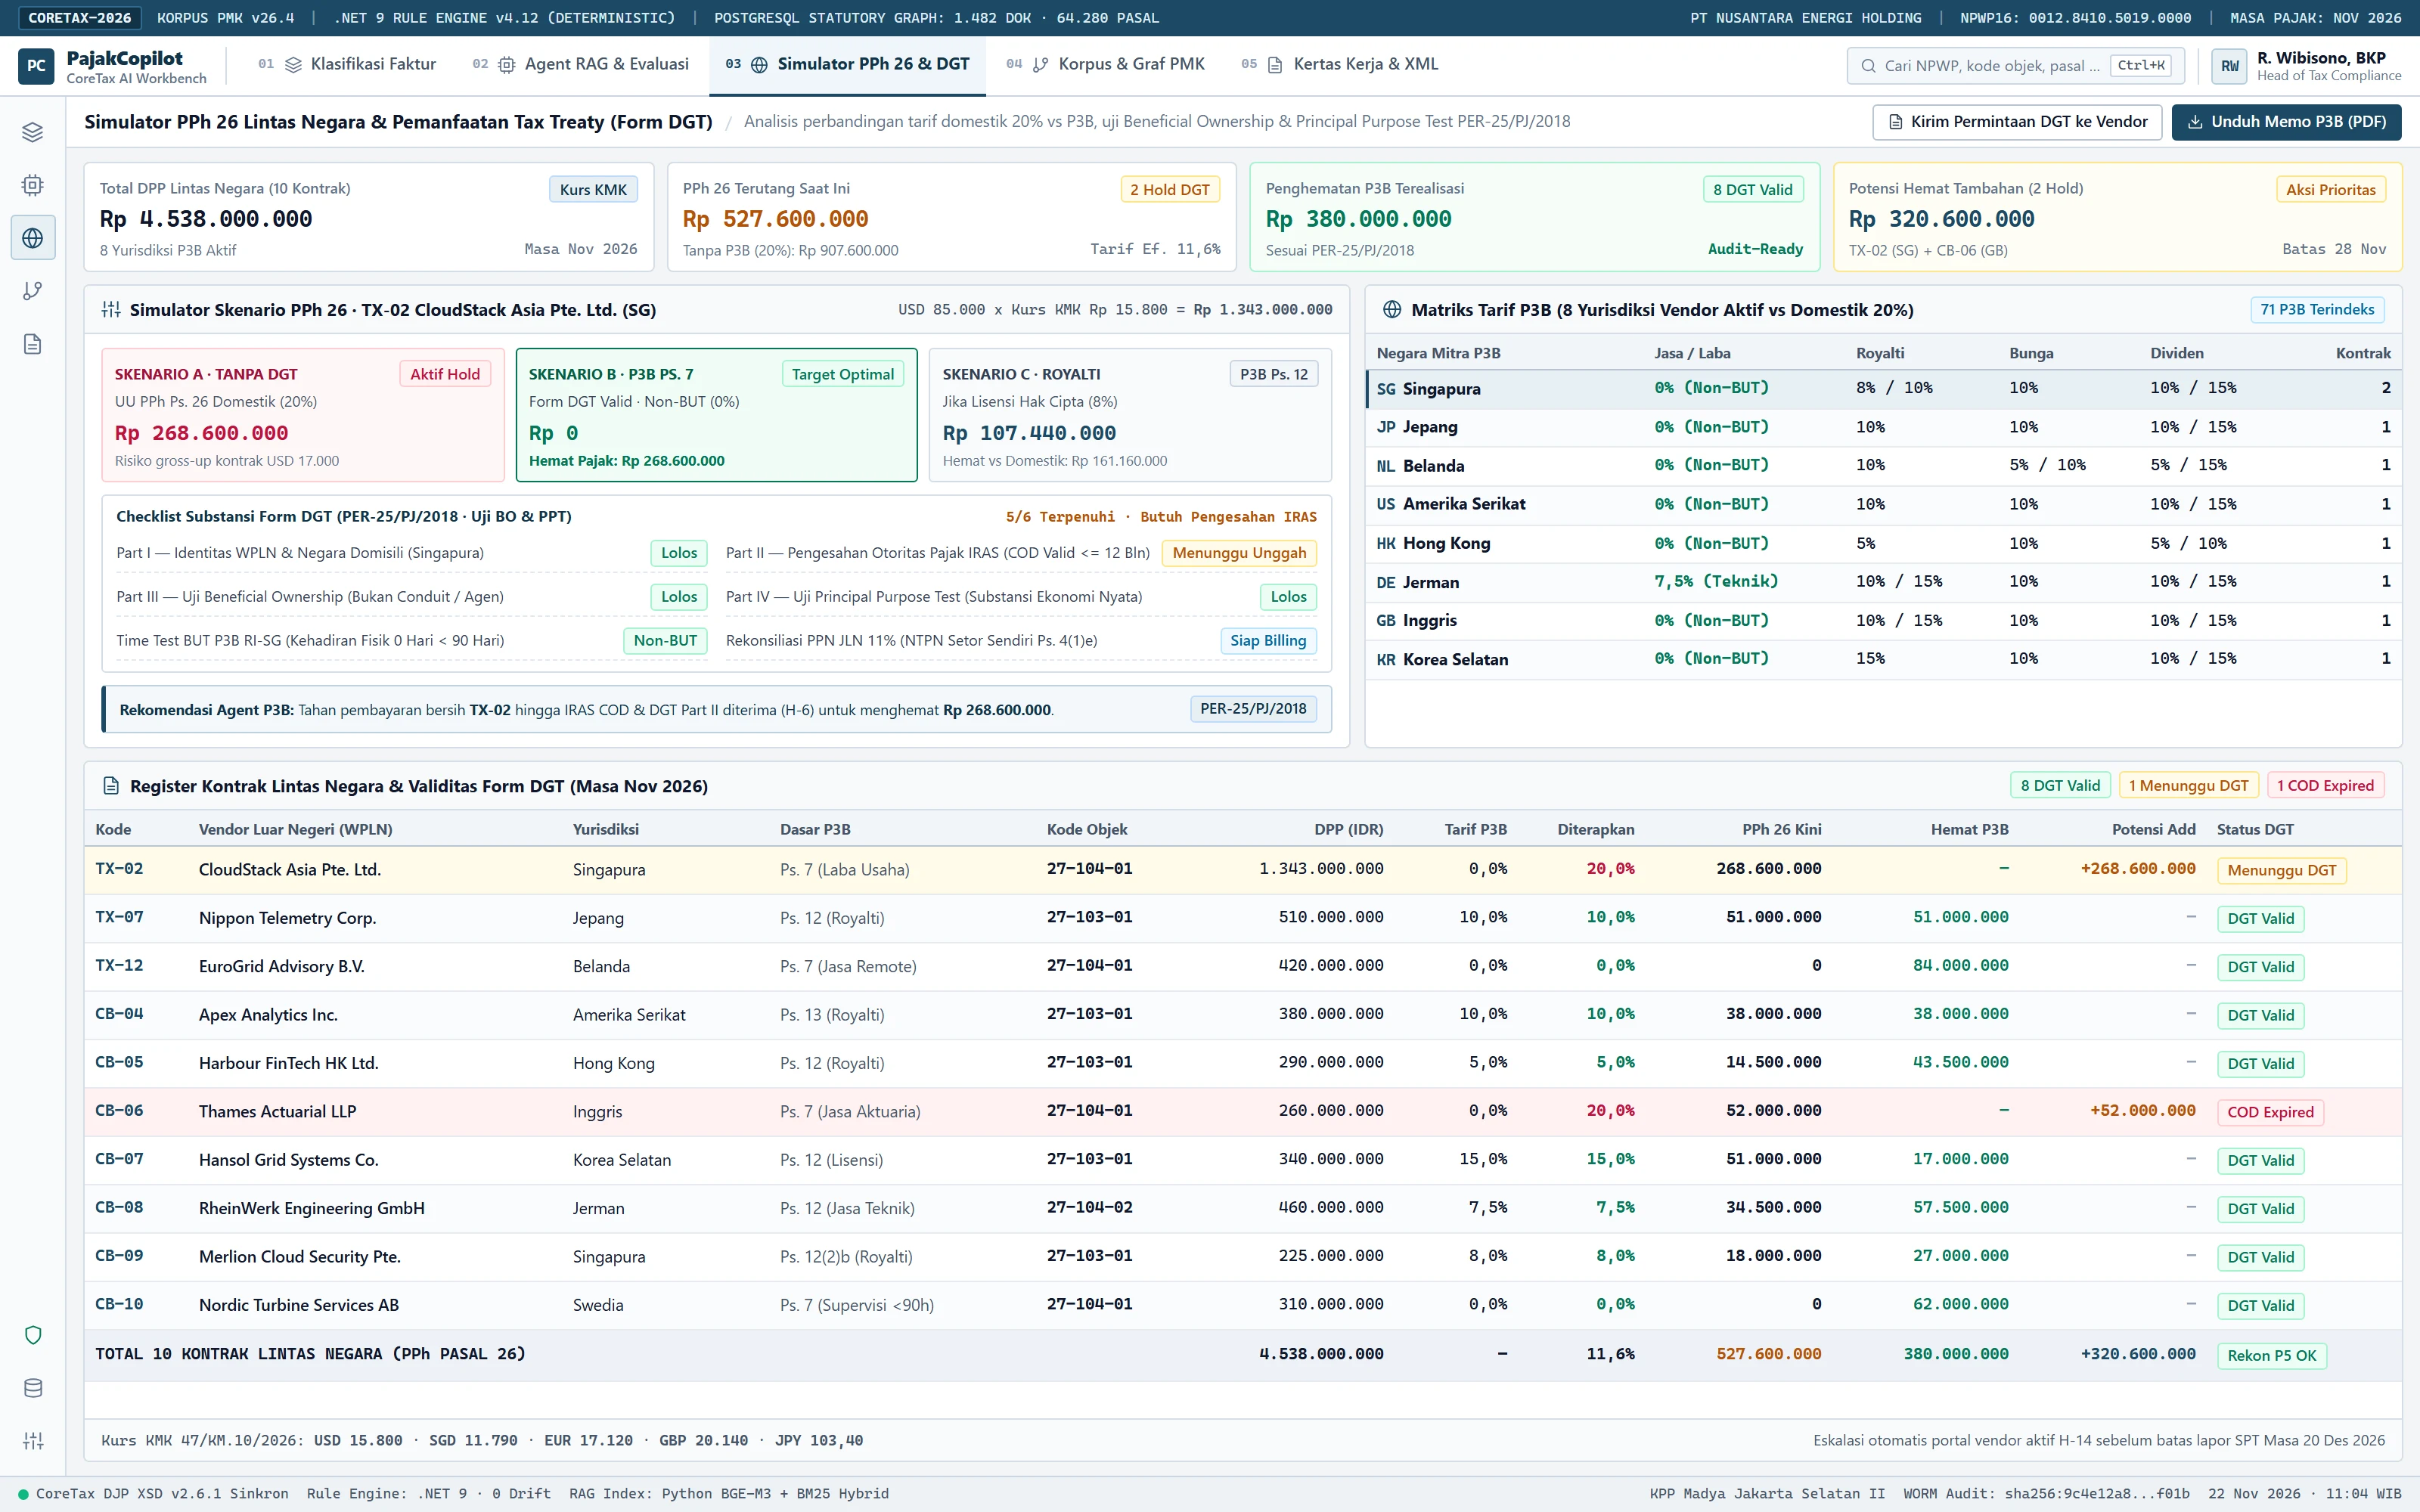 CORETAX-2026 KORPUS PMK v26.4 | .NET 9 RULE ENGINE v4.12 (DETERMINISTIC) | POSTGRESQL STATUTORY GRAPH: 1.482 DOK · 64.280 PASAL PT NUSANTARA ENERGI HOLDING | NPWP16: 0012.8410.5019.0000 | MASA PAJAK: NOV 2026
PC PajakCopilot
CoreTax AI Workbench
01 Klasifikasi Faktur 02 Agent RAG & Evaluasi 03 Simulator PPh 26 & DGT 04 Korpus & Graf PMK 05 Kertas Kerja & XML
Cari NPWP, kode objek, pasal ... Ctrl+K
RW R. Wibisono, BKP
Head of Tax Compliance
Simulator PPh 26 Lintas Negara & Pemanfaatan Tax Treaty (Form DGT) / Analisis perbandingan tarif domestik 20% vs P3B, uji Beneficial Ownership & Principal Purpose Test PER-25/PJ/2018
Kirim Permintaan DGT ke Vendor Unduh Memo P3B (PDF)
Total DPP Lintas Negara (10 Kontrak) Kurs KMK
Rp 4.538.000.000
8 Yurisdiksi P3B Aktif Masa Nov 2026
PPh 26 Terutang Saat Ini 2 Hold DGT
Rp 527.600.000
Tanpa P3B (20%): Rp 907.600.000 Tarif Ef. 11,6%
Penghematan P3B Terealisasi 8 DGT Valid
Rp 380.000.000
Sesuai PER-25/PJ/2018 Audit-Ready
Potensi Hemat Tambahan (2 Hold) Aksi Prioritas
Rp 320.600.000
TX-02 (SG) + CB-06 (GB) Batas 28 Nov
Simulator Skenario PPh 26 · TX-02 CloudStack Asia Pte. Ltd. (SG) USD 85.000 x Kurs KMK Rp 15.800 = Rp 1.343.000.000
SKENARIO A · TANPA DGT Aktif Hold
UU PPh Ps. 26 Domestik (20%)
Rp 268.600.000
Risiko gross-up kontrak USD 17.000
SKENARIO B · P3B PS. 7 Target Optimal
Form DGT Valid · Non-BUT (0%)
Rp 0
Hemat Pajak: Rp 268.600.000
SKENARIO C · ROYALTI P3B Ps. 12
Jika Lisensi Hak Cipta (8%)
Rp 107.440.000
Hemat vs Domestik: Rp 161.160.000
Checklist Substansi Form DGT (PER-25/PJ/2018 · Uji BO & PPT) 5/6 Terpenuhi · Butuh Pengesahan IRAS
Part I — Identitas WPLN & Negara Domisili (Singapura) Lolos
Part II — Pengesahan Otoritas Pajak IRAS (COD Valid <= 12 Bln) Menunggu Unggah
Part III — Uji Beneficial Ownership (Bukan Conduit / Agen) Lolos
Part IV — Uji Principal Purpose Test (Substansi Ekonomi Nyata) Lolos
Time Test BUT P3B RI-SG (Kehadiran Fisik 0 Hari < 90 Hari) Non-BUT
Rekonsiliasi PPN JLN 11% (NTPN Setor Sendiri Ps. 4(1)e) Siap Billing
Rekomendasi Agent P3B: Tahan pembayaran bersih TX-02 hingga IRAS COD & DGT Part II diterima (H-6) untuk menghemat Rp 268.600.000. PER-25/PJ/2018
Matriks Tarif P3B (8 Yurisdiksi Vendor Aktif vs Domestik 20%) 71 P3B Terindeks
Negara Mitra P3B Jasa / Laba Royalti Bunga Dividen Kontrak
SG Singapura 0% (Non-BUT) 8% / 10% 10% 10% / 15% 2
JP Jepang 0% (Non-BUT) 10% 10% 10% / 15% 1
NL Belanda 0% (Non-BUT) 10% 5% / 10% 5% / 15% 1
US Amerika Serikat 0% (Non-BUT) 10% 10% 10% / 15% 1
HK Hong Kong 0% (Non-BUT) 5% 10% 5% / 10% 1
DE Jerman 7,5% (Teknik) 10% / 15% 10% 10% / 15% 1
GB Inggris 0% (Non-BUT) 10% / 15% 10% 10% / 15% 1
KR Korea Selatan 0% (Non-BUT) 15% 10% 10% / 15% 1
Register Kontrak Lintas Negara & Validitas Form DGT (Masa Nov 2026) 8 DGT Valid 1 Menunggu DGT 1 COD Expired
Kode Vendor Luar Negeri (WPLN) Yurisdiksi Dasar P3B Kode Objek DPP (IDR) Tarif P3B Diterapkan PPh 26 Kini Hemat P3B Potensi Add Status DGT
TX-02 CloudStack Asia Pte. Ltd. Singapura Ps. 7 (Laba Usaha) 27-104-01 1.343.000.000 0,0% 20,0% 268.600.000 — +268.600.000 Menunggu DGT
TX-07 Nippon Telemetry Corp. Jepang Ps. 12 (Royalti) 27-103-01 510.000.000 10,0% 10,0% 51.000.000 51.000.000 — DGT Valid
TX-12 EuroGrid Advisory B.V. Belanda Ps. 7 (Jasa Remote) 27-104-01 420.000.000 0,0% 0,0% 0 84.000.000 — DGT Valid
CB-04 Apex Analytics Inc. Amerika Serikat Ps. 13 (Royalti) 27-103-01 380.000.000 10,0% 10,0% 38.000.000 38.000.000 — DGT Valid
CB-05 Harbour FinTech HK Ltd. Hong Kong Ps. 12 (Royalti) 27-103-01 290.000.000 5,0% 5,0% 14.500.000 43.500.000 — DGT Valid
CB-06 Thames Actuarial LLP Inggris Ps. 7 (Jasa Aktuaria) 27-104-01 260.000.000 0,0% 20,0% 52.000.000 — +52.000.000 COD Expired
CB-07 Hansol Grid Systems Co. Korea Selatan Ps. 12 (Lisensi) 27-103-01 340.000.000 15,0% 15,0% 51.000.000 17.000.000 — DGT Valid
CB-08 RheinWerk Engineering GmbH Jerman Ps. 12 (Jasa Teknik) 27-104-02 460.000.000 7,5% 7,5% 34.500.000 57.500.000 — DGT Valid
CB-09 Merlion Cloud Security Pte. Singapura Ps. 12(2)b (Royalti) 27-103-01 225.000.000 8,0% 8,0% 18.000.000 27.000.000 — DGT Valid
CB-10 Nordic Turbine Services AB Swedia Ps. 7 (Supervisi <90h) 27-104-01 310.000.000 0,0% 0,0% 0 62.000.000 — DGT Valid
TOTAL 10 KONTRAK LINTAS NEGARA (PPh PASAL 26) 4.538.000.000 — 11,6% 527.600.000 380.000.000 +320.600.000 Rekon P5 OK
Kurs KMK 47/KM.10/2026: USD 15.800 · SGD 11.790 · EUR 17.120 · GBP 20.140 · JPY 103,40 Eskalasi otomatis portal vendor aktif H-14 sebelum batas lapor SPT Masa 20 Des 2026
CoreTax DJP XSD v2.6.1 Sinkron Rule Engine: .NET 9 · 0 Drift RAG Index: Python BGE-M3 + BM25 Hybrid KPP Madya Jakarta Selatan II WORM Audit: sha256:9c4e12a8...f01b 22 Nov 2026 · 11:04 WIB